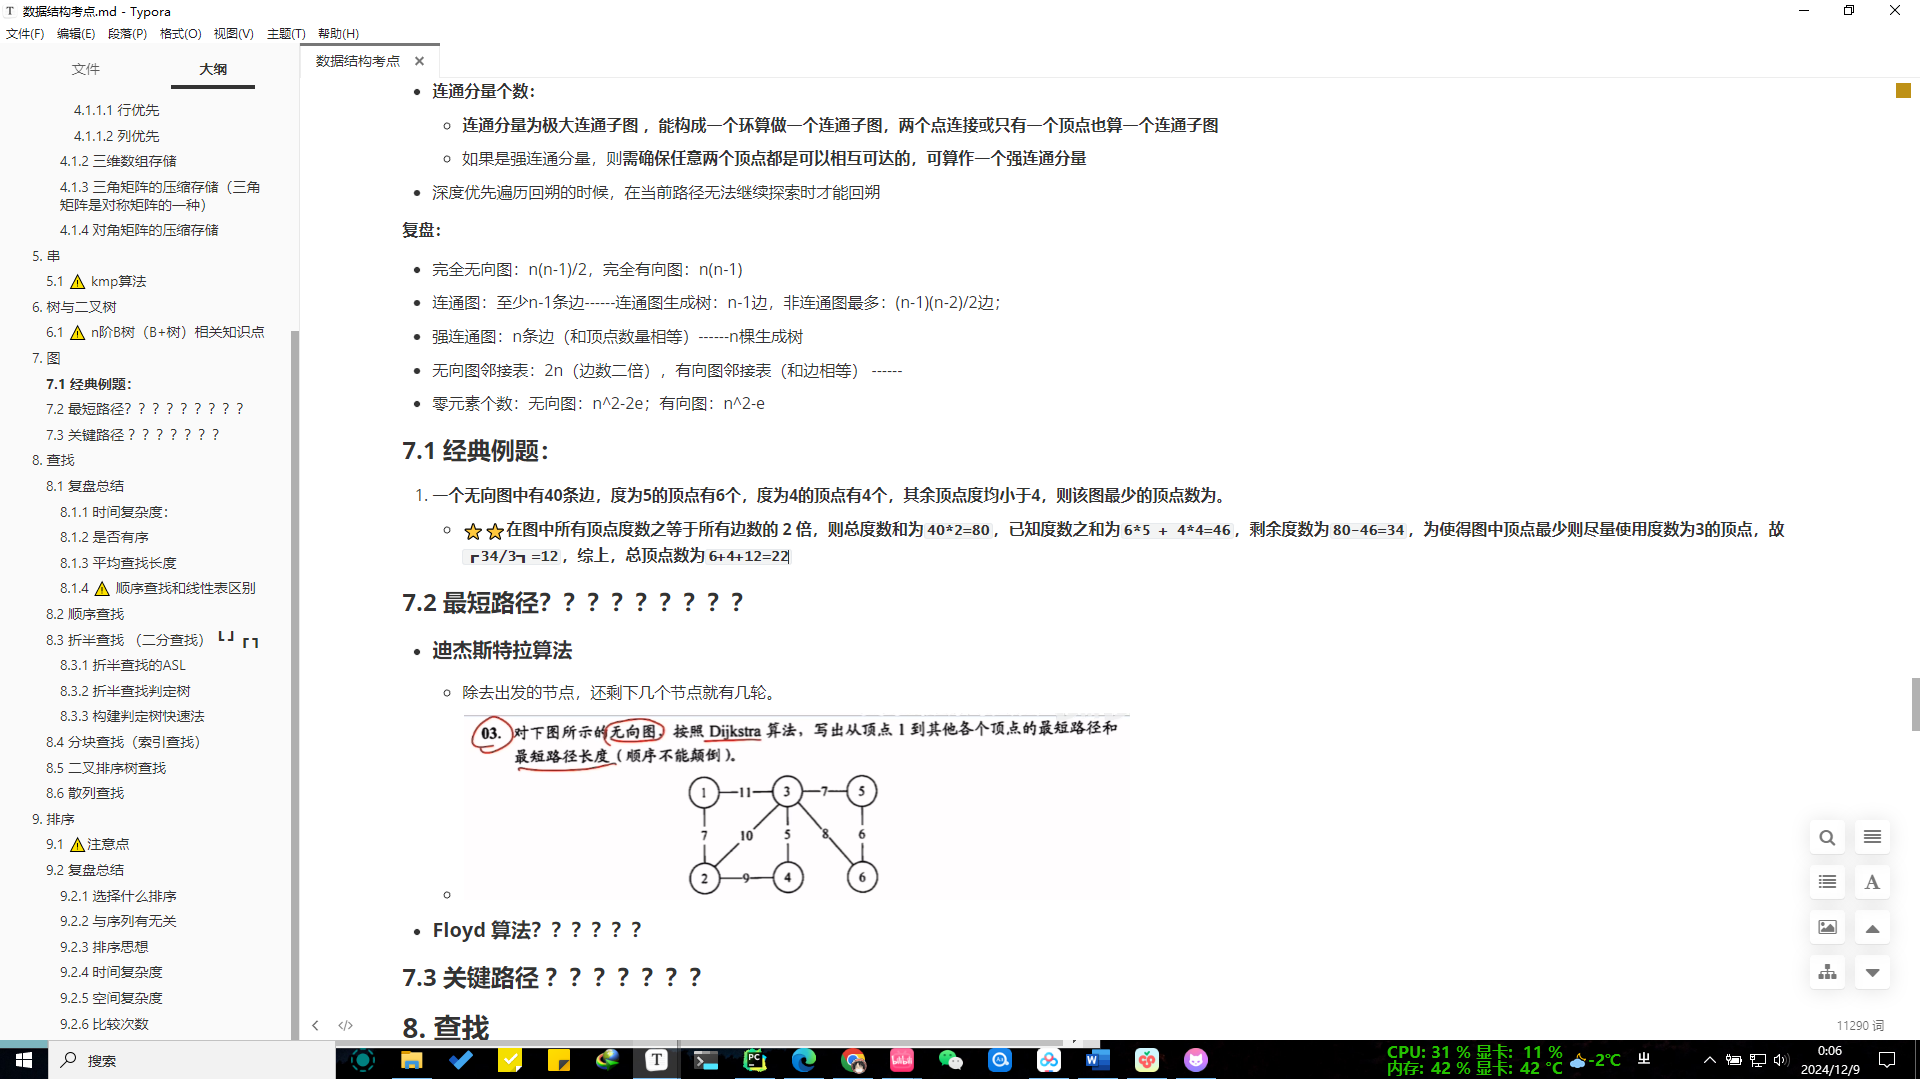 数据结构考点.md - Typora
文件(F) 编辑(E) 段落(P) 格式(O) 视图(V) 主题(T) 帮助(H)
文件 大纲
4.1.1.1 行优先
4.1.1.2 列优先
4.1.2 三维数组存储
4.1.3 三角矩阵的压缩存储（三角
矩阵是对称矩阵的一种）
4.1.4 对角矩阵的压缩存储
5. 串
5.1 ⚠ kmp算法
6. 树与二叉树
6.1 ⚠ n阶B树（B+树）相关知识点
7. 图
7.1 经典例题：
7.2 最短路径？？？？？？？？？
7.3 关键路径 ？？？？？？？
8. 查找
8.1 复盘总结
8.1.1 时间复杂度：
8.1.2 是否有序
8.1.3 平均查找长度
8.1.4 ⚠ 顺序查找和线性表区别
8.2 顺序查找
8.3 折半查找 （二分查找） ┗ ┛ ┏ ┓
8.3.1 折半查找的ASL
8.3.2 折半查找判定树
8.3.3 构建判定树快速法
8.4 分块查找（索引查找）
8.5 二叉排序树查找
8.6 散列查找
9. 排序
9.1 ⚠注意点
9.2 复盘总结
9.2.1 选择什么排序
9.2.2 与序列有无关
9.2.3 排序思想
9.2.4 时间复杂度
9.2.5 空间复杂度
9.2.6 比较次数
数据结构考点
连通分量个数：
连通分量为极大连通子图 ，能构成一个环算做一个连通子图，两个点连接或只有一个顶点也算一个连通子图
如果是强连通分量，则需确保任意两个顶点都是可以相互可达的，可算作一个强连通分量
深度优先遍历回朔的时候，在当前路径无法继续探索时才能回朔
复盘：
完全无向图：n(n-1)/2，完全有向图：n(n-1)
连通图：至少n-1条边------连通图生成树：n-1边，非连通图最多：(n-1)(n-2)/2边；
强连通图：n条边（和顶点数量相等）------n棵生成树
无向图邻接表：2n（边数二倍），有向图邻接表（和边相等） ------
零元素个数：无向图：n^2-2e；有向图：n^2-e
7.1 经典例题：
1. 一个无向图中有40条边，度为5的顶点有6个，度为4的顶点有4个，其余顶点度均小于4，则该图最少的顶点数为。
⭐⭐在图中所有顶点度数之等于所有边数的 2 倍，则总度数和为 40*2=80 ，已知度数之和为 6*5 + 4*4=46 ，剩余度数为 80-46=34 ，为使得图中顶点最少则尽量使用度数为3的顶点，故
┏34/3┓=12 ，综上，总顶点数为 6+4+12=22
7.2 最短路径？？？？？？？？？
迪杰斯特拉算法
除去出发的节点，还剩下几个节点就有几轮。
03. 对下图所示的无向图，按照 Dijkstra 算法，写出从顶点 1 到其他各个顶点的最短路径和
最短路径长度（顺序不能颠倒）。
1 11 3 7 5
7 10 5 8 6
2 9 4 6
Floyd 算法？？？？？？
7.3 关键路径 ？？？？？？？
8. 查找
11290 词
搜索
CPU: 31 % 显卡: 11 %
内存: 42 % 显卡: 42 °C
-2°C
0:06
2024/12/9